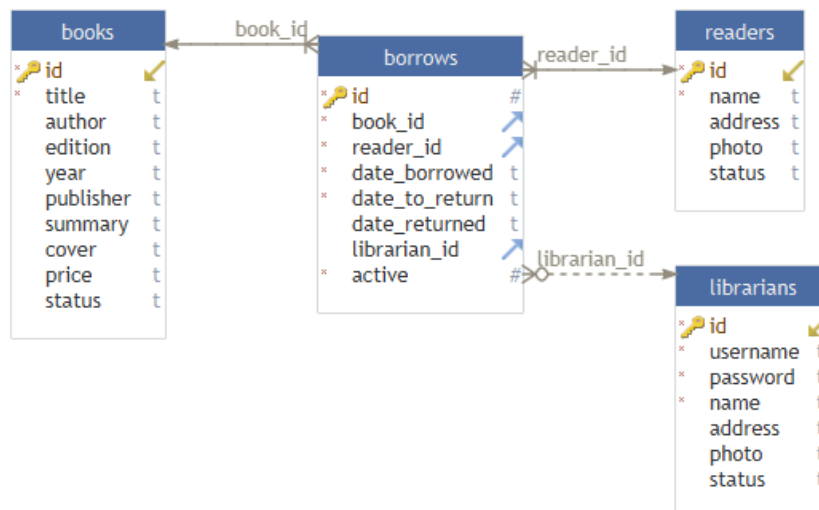 books
id
title t
author t
edition t
year t
publisher t
summary t
cover t
price t
status t
book_id
borrows
id #
book_id
reader_id
date_borrowed t
date_to_return t
date_returned t
librarian_id
active #
reader_id
readers
id
name t
address t
photo t
status t
librarian_id
librarians
id
username t
password t
name t
address t
photo t
status t